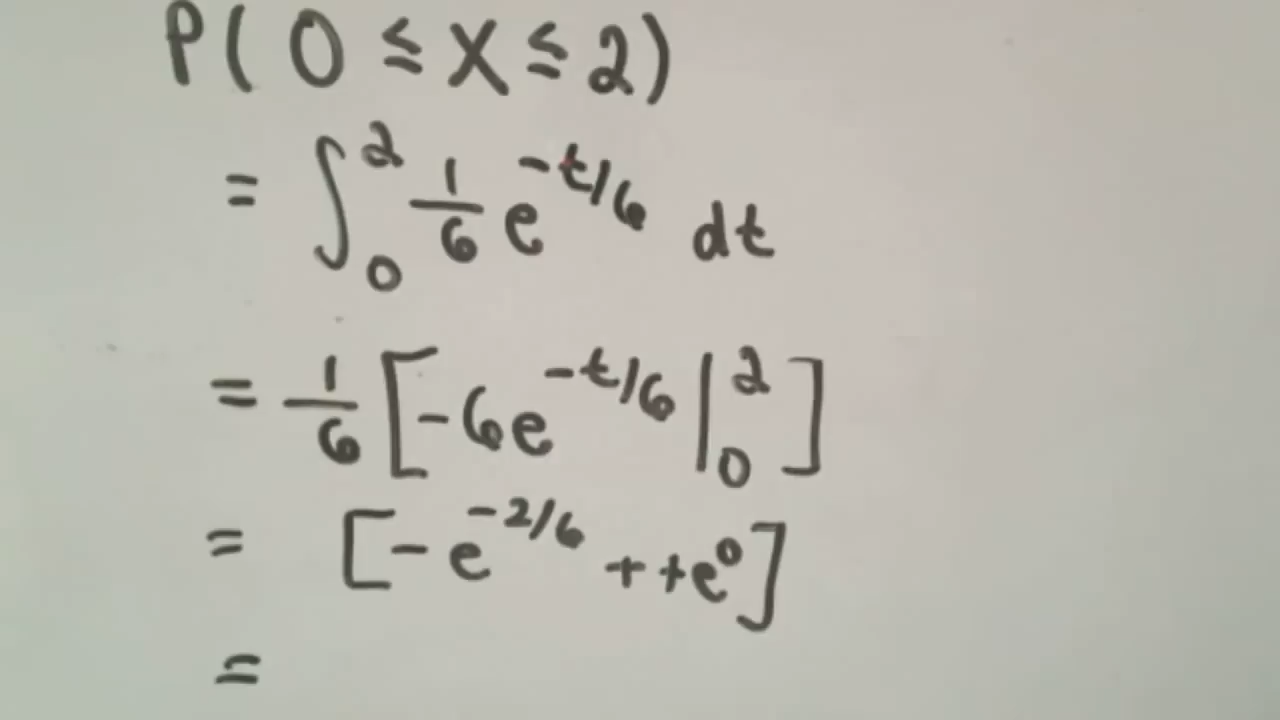 P( 0 ≤ X ≤ 2)
= ∫₀² 1/6 e^(-t/6) dt
= 1/6 [-6e^(-t/6) |₀²]
= [-e^(-2/6) + +e⁰]
=